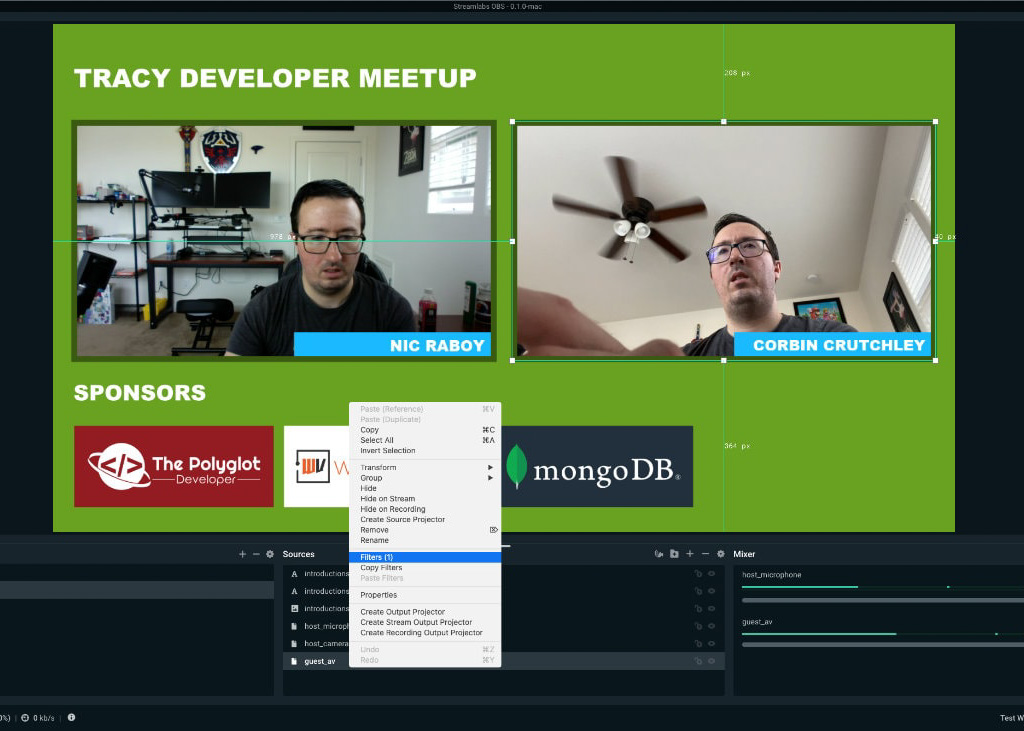 Streamlabs OBS - 0.1.0-mac
208 px
TRACY DEVELOPER MEETUP
978 px
40 px
NIC RABOY
CORBIN CRUTCHLEY
SPONSORS
The Polyglot
Developer
WV
W
mongoDB®
364 px
Paste (Reference) ⌘V
Paste (Duplicate)
Copy ⌘C
Select All ⌘A
Invert Selection
Transform
Group
Hide
Hide on Stream
Hide on Recording
Create Source Projector
Remove
Rename
Filters (1)
Copy Filters
Paste Filters
Properties
Create Output Projector
Create Stream Output Projector
Create Recording Output Projector
Undo ⌘Z
Redo ⌘Y
Sources
introductions
introductions
introductions
host_microph
host_camera
guest_av
Mixer
host_microphone
guest_av
0%)
0 kb/s
Test W